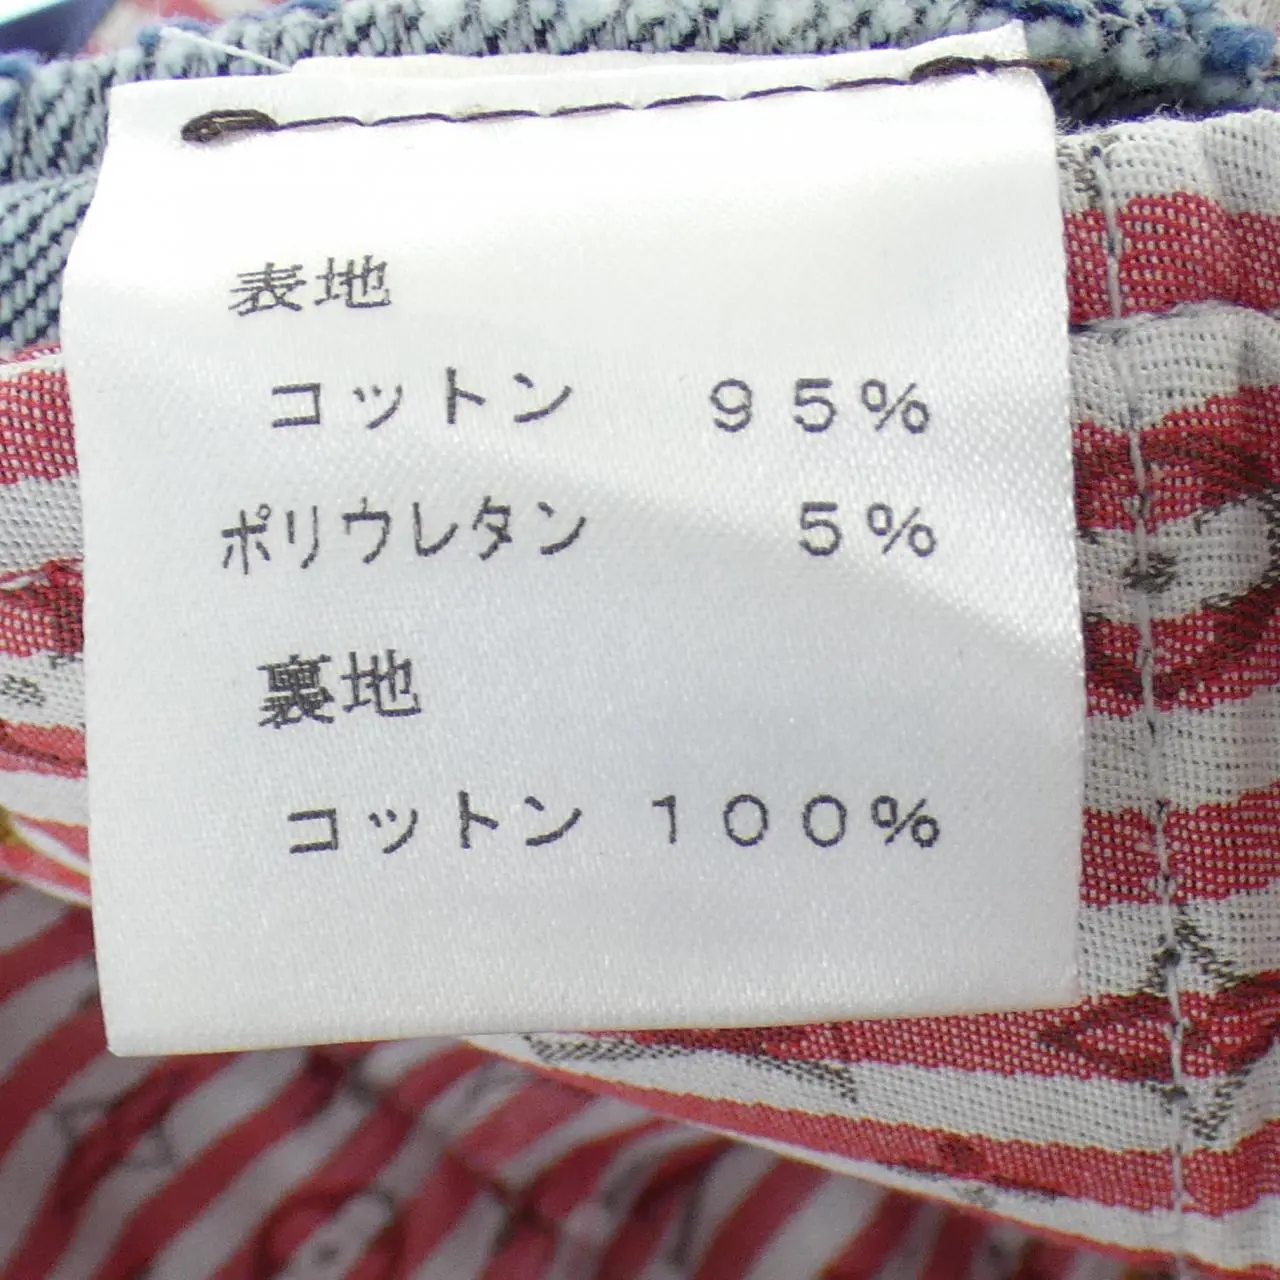 表地
コットン　９５％
ポリウレタン　５％
裏地
コットン １００％